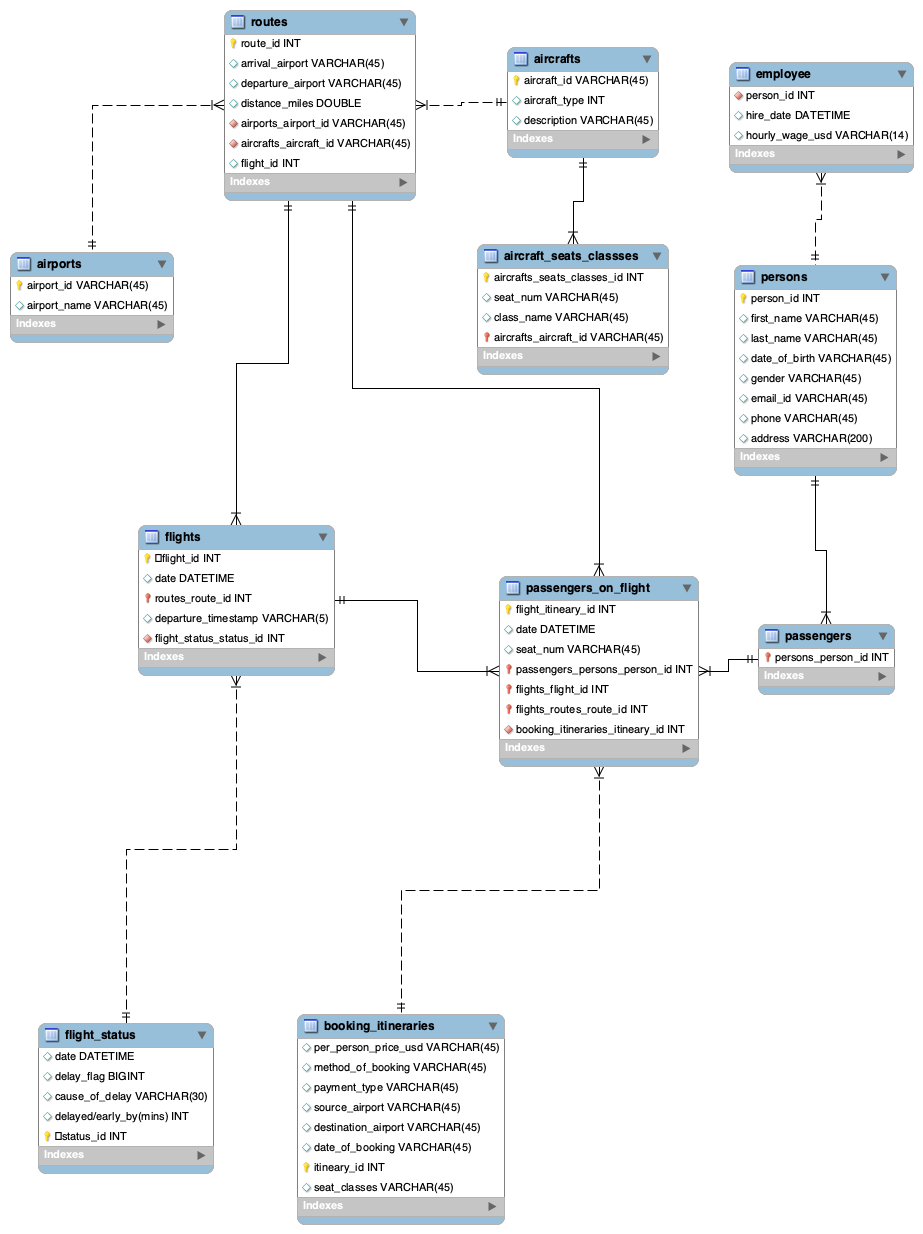 routes
route_id INT
arrival_airport VARCHAR(45)
departure_airport VARCHAR(45)
distance_miles DOUBLE
airports_airport_id VARCHAR(45)
aircrafts_aircraft_id VARCHAR(45)
flight_id INT
Indexes
aircrafts
aircraft_id VARCHAR(45)
aircraft_type INT
description VARCHAR(45)
Indexes
employee
person_id INT
hire_date DATETIME
hourly_wage_usd VARCHAR(14)
Indexes
airports
airport_id VARCHAR(45)
airport_name VARCHAR(45)
Indexes
aircraft_seats_classses
aircrafts_seats_classes_id INT
seat_num VARCHAR(45)
class_name VARCHAR(45)
aircrafts_aircraft_id VARCHAR(45)
Indexes
persons
person_id INT
first_name VARCHAR(45)
last_name VARCHAR(45)
date_of_birth VARCHAR(45)
gender VARCHAR(45)
email_id VARCHAR(45)
phone VARCHAR(45)
address VARCHAR(200)
Indexes
flights
flight_id INT
date DATETIME
routes_route_id INT
departure_timestamp VARCHAR(5)
flight_status_status_id INT
Indexes
passengers_on_flight
flight_itineary_id INT
date DATETIME
seat_num VARCHAR(45)
passengers_persons_person_id INT
flights_flight_id INT
flights_routes_route_id INT
booking_itineraries_itineary_id INT
Indexes
passengers
persons_person_id INT
Indexes
flight_status
date DATETIME
delay_flag BIGINT
cause_of_delay VARCHAR(30)
delayed/early_by(mins) INT
status_id INT
Indexes
booking_itineraries
per_person_price_usd VARCHAR(45)
method_of_booking VARCHAR(45)
payment_type VARCHAR(45)
source_airport VARCHAR(45)
destination_airport VARCHAR(45)
date_of_booking VARCHAR(45)
itineary_id INT
seat_classes VARCHAR(45)
Indexes